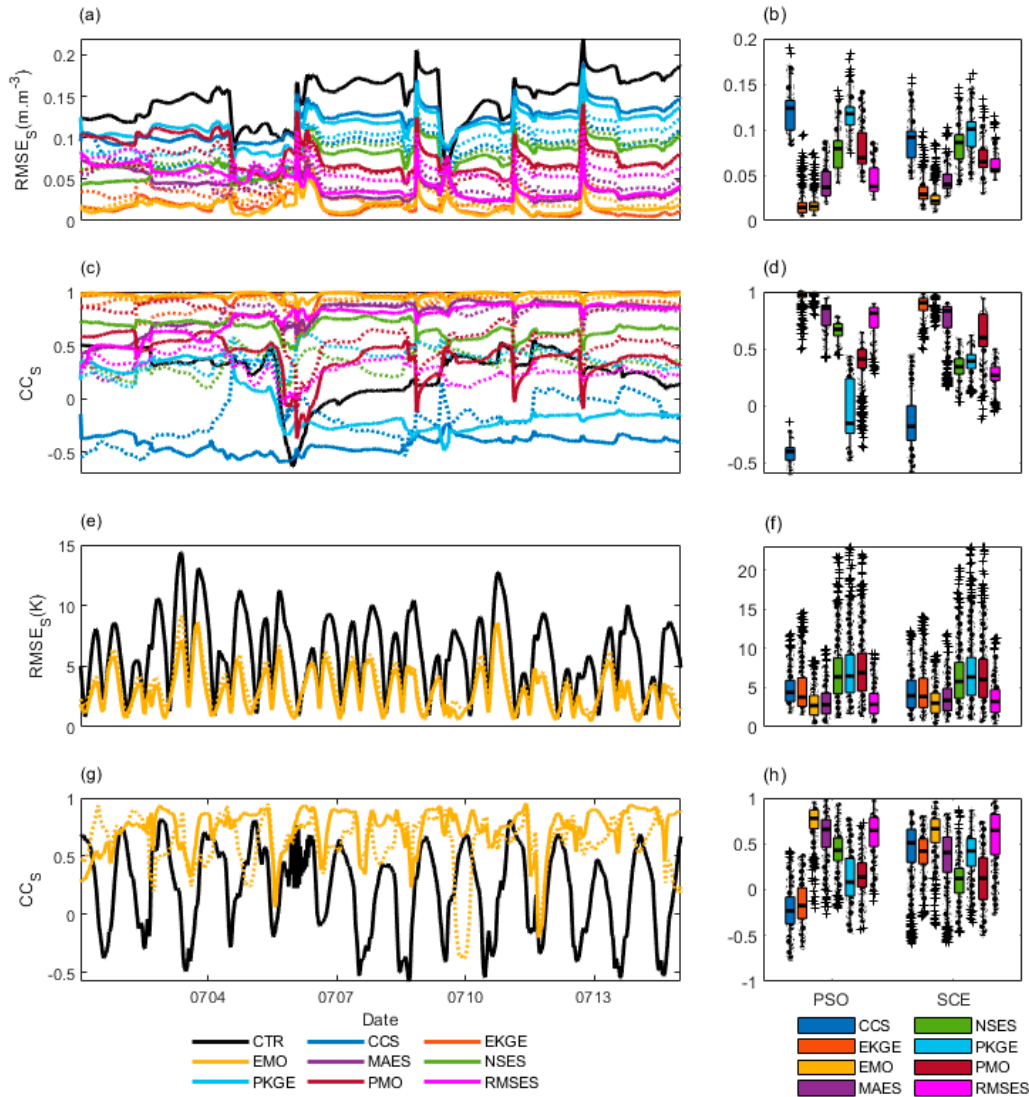 (a)
(b)
RMSE_S(m.m^-3)
0.2
0.15
0.1
0.05
0
0.2
0.15
0.1
0.05
0
(c)
(d)
CC_S
1
0.5
0
-0.5
1
0.5
0
-0.5
(e)
(f)
RMSE_S(K)
15
10
5
0
20
15
10
5
0
(g)
(h)
CC_S
1
0.5
0
-0.5
1
0.5
0
-0.5
-1
0704
0707
0710
0713
Date
PSO
SCE
CTR
CCS
EKGE
EMO
MAES
NSES
PKGE
PMO
RMSES
CCS
NSES
EKGE
PKGE
EMO
PMO
MAES
RMSES